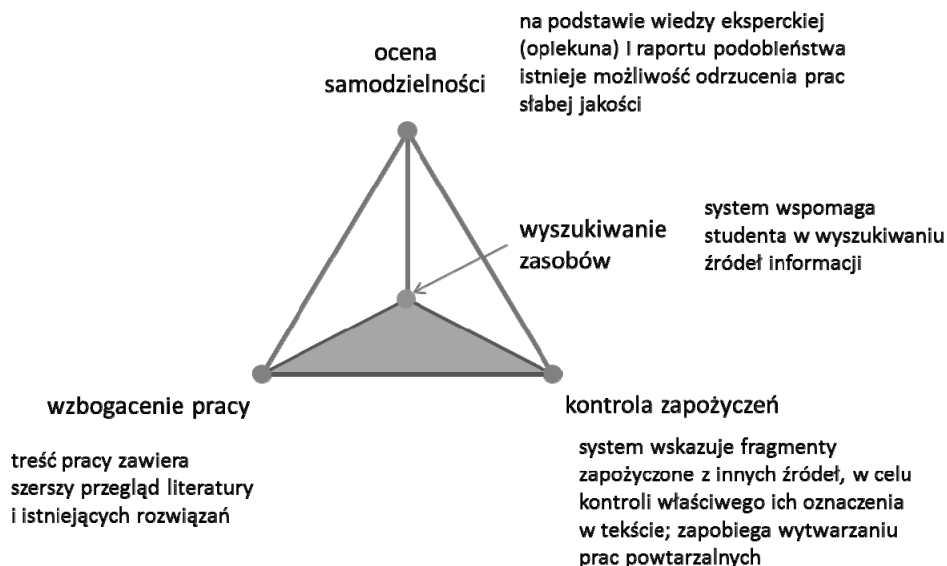 ocena
samodzielności
na podstawie wiedzy eksperckiej
(opiekuna) i raportu podobieństwa
istnieje możliwość odrzucenia prac
słabej jakości
wyszukiwanie
zasobów
system wspomaga
studenta w wyszukiwaniu
źródeł informacji
wzbogacenie pracy
treść pracy zawiera
szerszy przegląd literatury
i istniejących rozwiązań
kontrola zapożyczeń
system wskazuje fragmenty
zapożyczone z innych źródeł, w celu
kontroli właściwego ich oznaczenia
w tekście; zapobiega wytwarzaniu
prac powtarzalnych